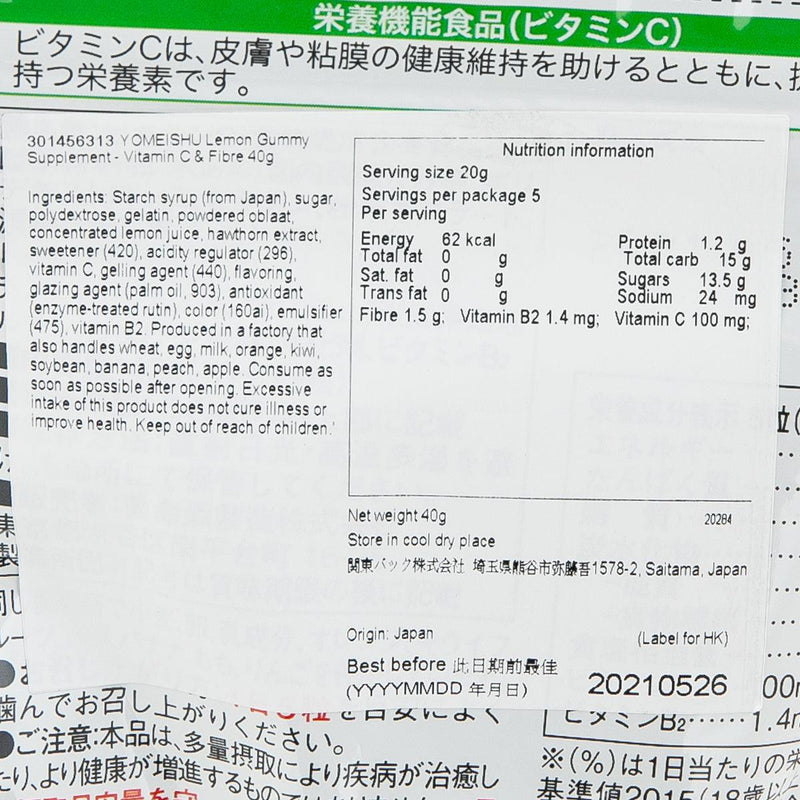 栄養機能食品(ビタミンC)
ビタミンCは、皮膚や粘膜の健康維持を助けるとともに、
持つ栄養素です。
301456313 YOMEISHU Lemon Gummy
Supplement - Vitamin C & Fibre 40g
Ingredients: Starch syrup (from Japan), sugar,
polydextrose, gelatin, powdered oblaat,
concentrated lemon juice, hawthorn extract,
sweetener (420), acidity regulator (296),
vitamin C, gelling agent (440), flavoring,
glazing agent (palm oil, 903), antioxidant
(enzyme-treated rutin), color (160ai), emulsifier
(475), vitamin B2. Produced in a factory that
also handles wheat, egg, milk, orange, kiwi,
soybean, banana, peach, apple. Consume as
soon as possible after opening. Excessive
intake of this product does not cure illness or
improve health. Keep out of reach of children.'
Nutrition information
Serving size 20g
Servings per package 5
Per serving
Energy 62 kcal Protein 1.2 g
Total fat 0 g Total carb 15 g
Sat. fat 0 g Sugars 13.5 g
Trans fat 0 g Sodium 24 mg
Fibre 1.5 g; Vitamin B2 1.4 mg; Vitamin C 100 mg;
Net weight 40g 20284
Store in cool dry place
関東パック株式会社 埼玉県熊谷市弥藤吾1578-2, Saitama, Japan
Origin: Japan (Label for HK)
Best before 此日期前最佳
(YYYYMMDD 年月日) 20210526
ビタミンB2……1.4m
噛んでお召し上がりください。
●ご注意:本品は、多量摂取により疾病が治癒し
たり、より健康が増進するもの
※(%)は1日当たりの栄
基準値2015(18歳以